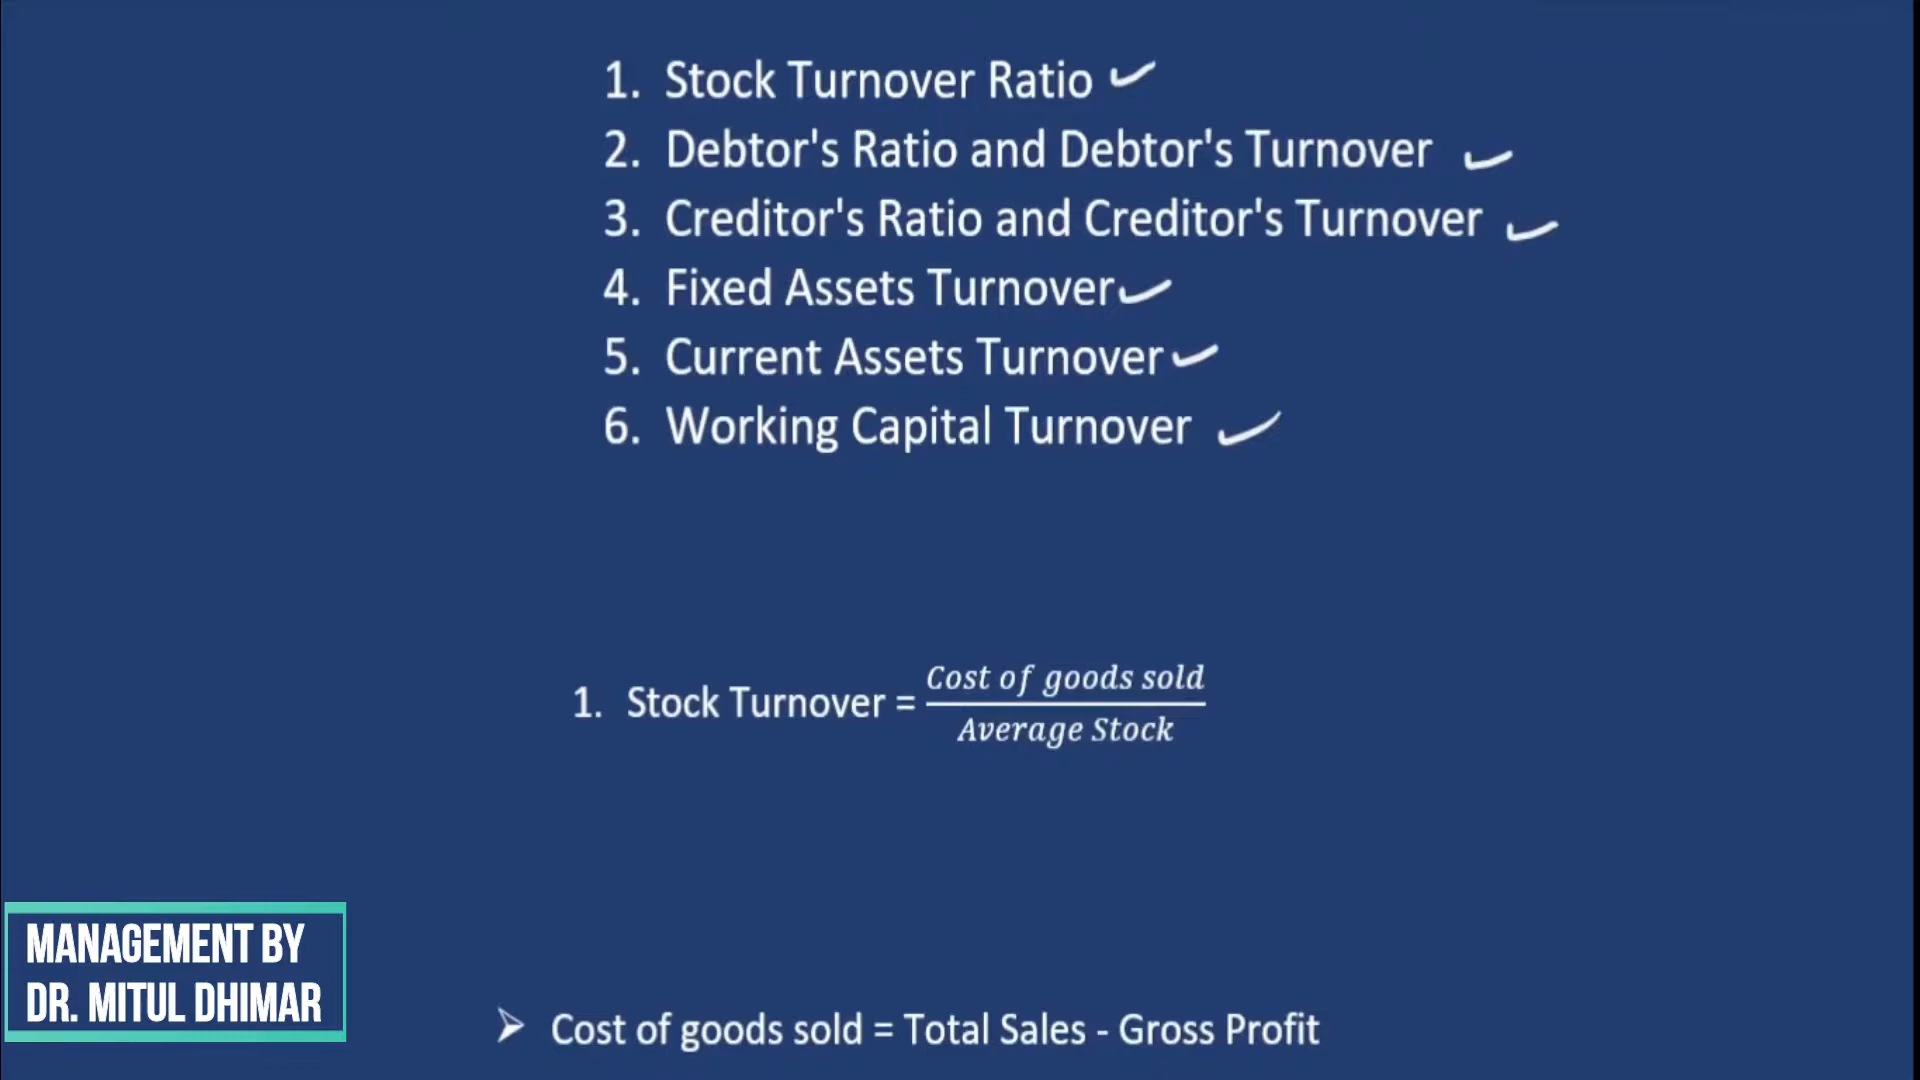 1. Stock Turnover Ratio
2. Debtor's Ratio and Debtor's Turnover
3. Creditor's Ratio and Creditor's Turnover
4. Fixed Assets Turnover
5. Current Assets Turnover
6. Working Capital Turnover
1. Stock Turnover = Cost of goods sold / Average Stock
MANAGEMENT BY
DR. MITUL DHIMAR
➢ Cost of goods sold = Total Sales - Gross Profit